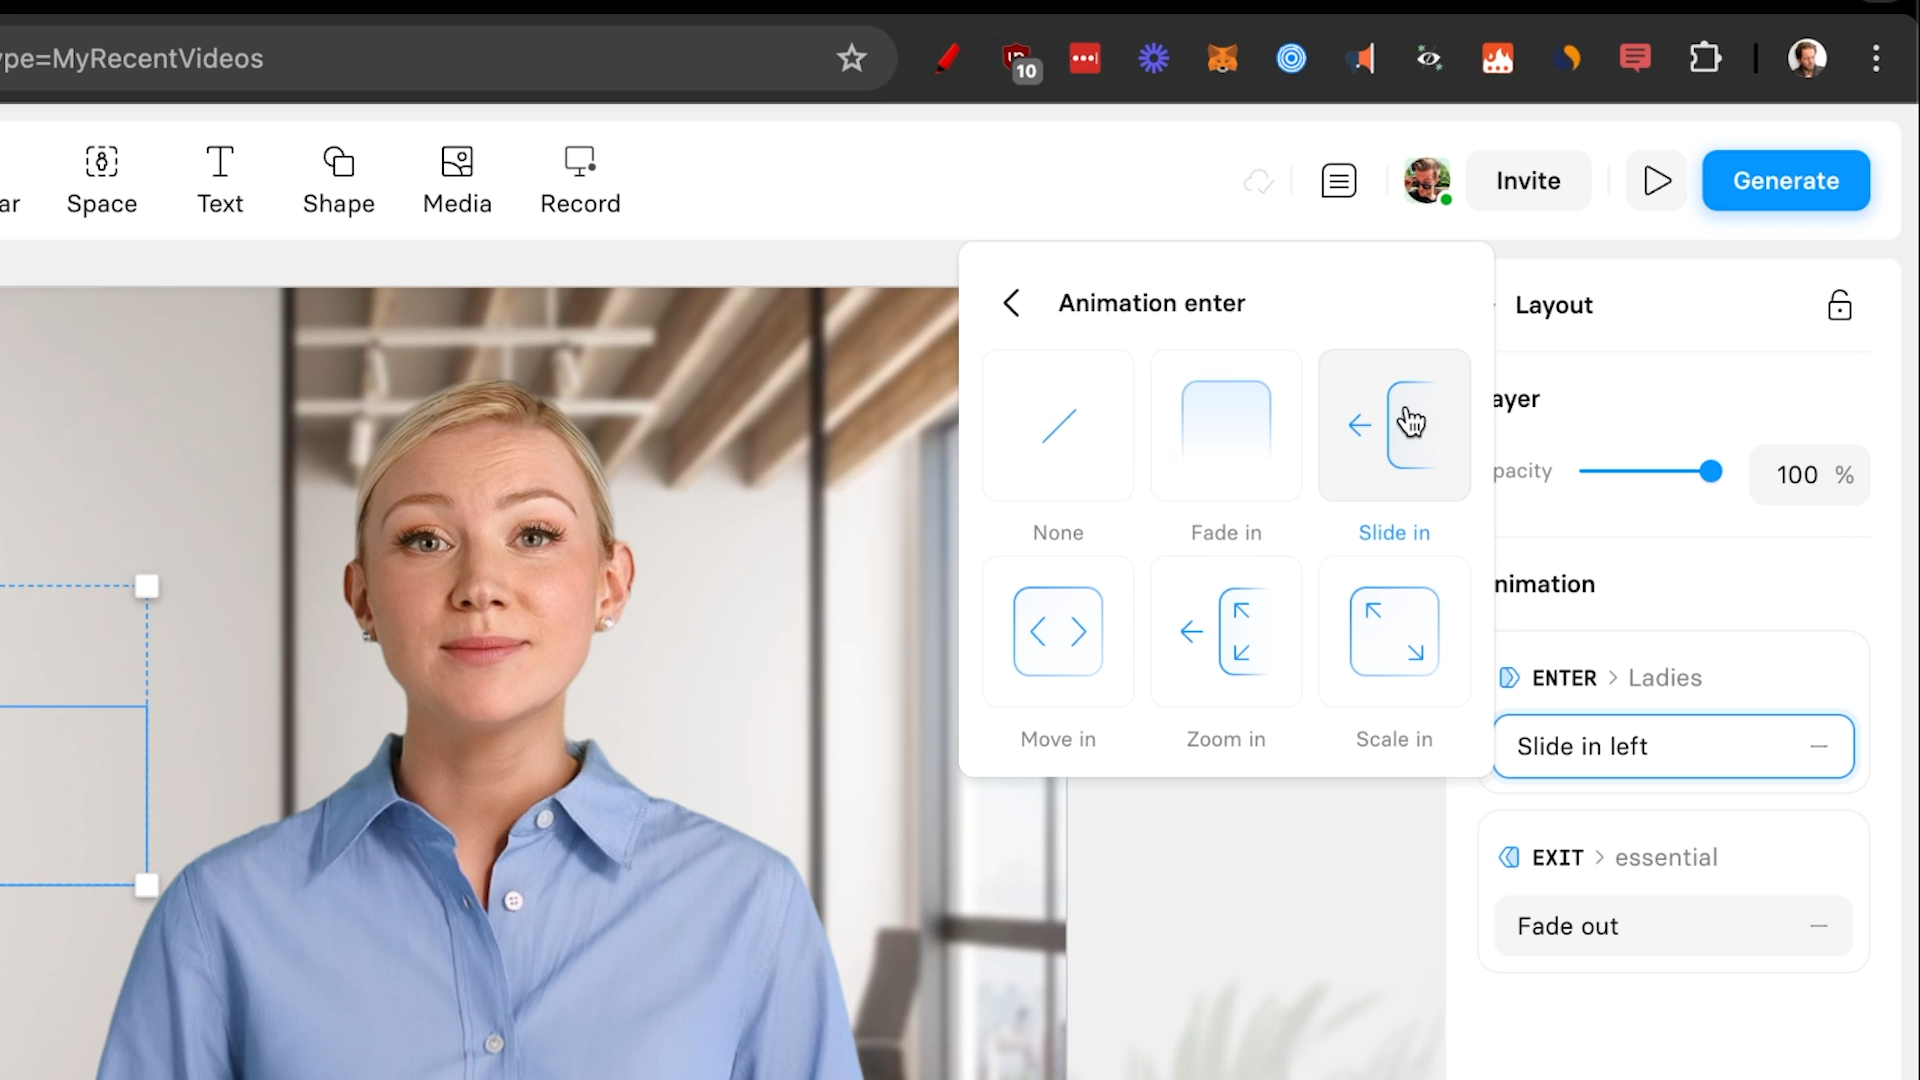 ype=MyRecentVideos
10
ar
Space
Text
Shape
Media
Record
Invite
Generate
Animation enter
None
Fade in
Slide in
Move in
Zoom in
Scale in
Layout
ayer
pacity
100 %
nimation
ENTER > Ladies
Slide in left
EXIT > essential
Fade out